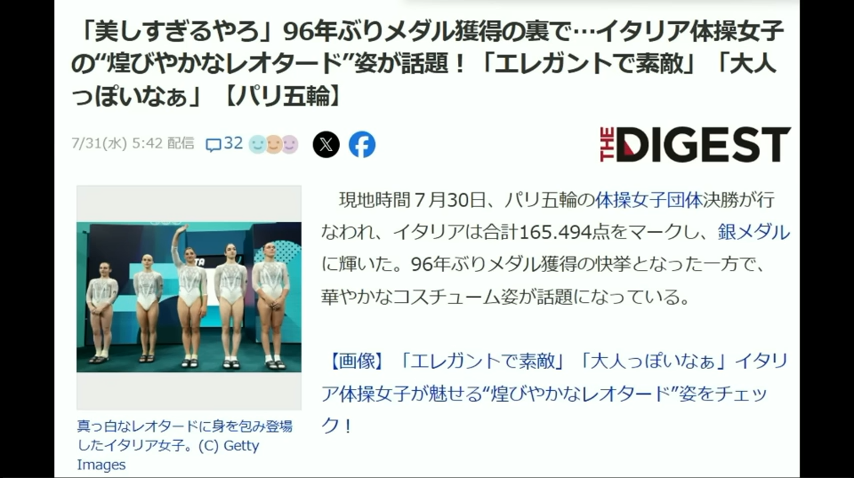 「美しすぎるやろ」96年ぶりメダル獲得の裏で…イタリア体操女子
の“煌びやかなレオタード”姿が話題！「エレガントで素敵」「大人
っぽいなぁ」【パリ五輪】
7/31(水) 5:42 配信 32
THE DIGEST
現地時間７月30日、パリ五輪の体操女子団体決勝が行
なわれ、イタリアは合計165.494点をマークし、銀メダル
に輝いた。96年ぶりメダル獲得の快挙となった一方で、
華やかなコスチューム姿が話題になっている。
【画像】「エレガントで素敵」「大人っぽいなぁ」イタリ
ア体操女子が魅せる“煌びやかなレオタード”姿をチェッ
ク！
真っ白なレオタードに身を包み登場
したイタリア女子。(C) Getty
Images